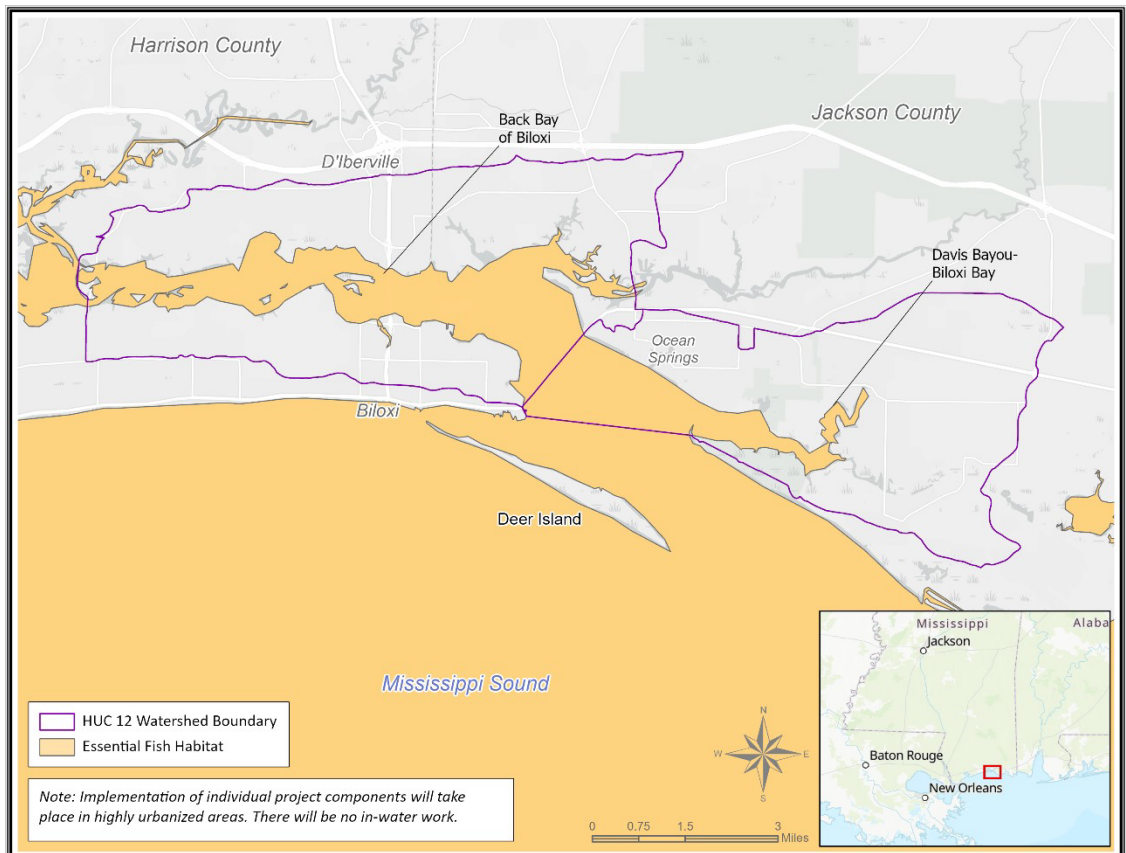 Harrison County
Jackson County
Back Bay
of Biloxi
D'Iberville
Davis Bayou-
Biloxi Bay
Ocean
Springs
Biloxi
Deer Island
Mississippi Sound
HUC 12 Watershed Boundary
Essential Fish Habitat
Note: Implementation of individual project components will take
place in highly urbanized areas. There will be no in-water work.
N
W
E
S
0 0.75 1.5 3
Miles
Mississippi
Alaba
Jackson
Baton Rouge
New Orleans